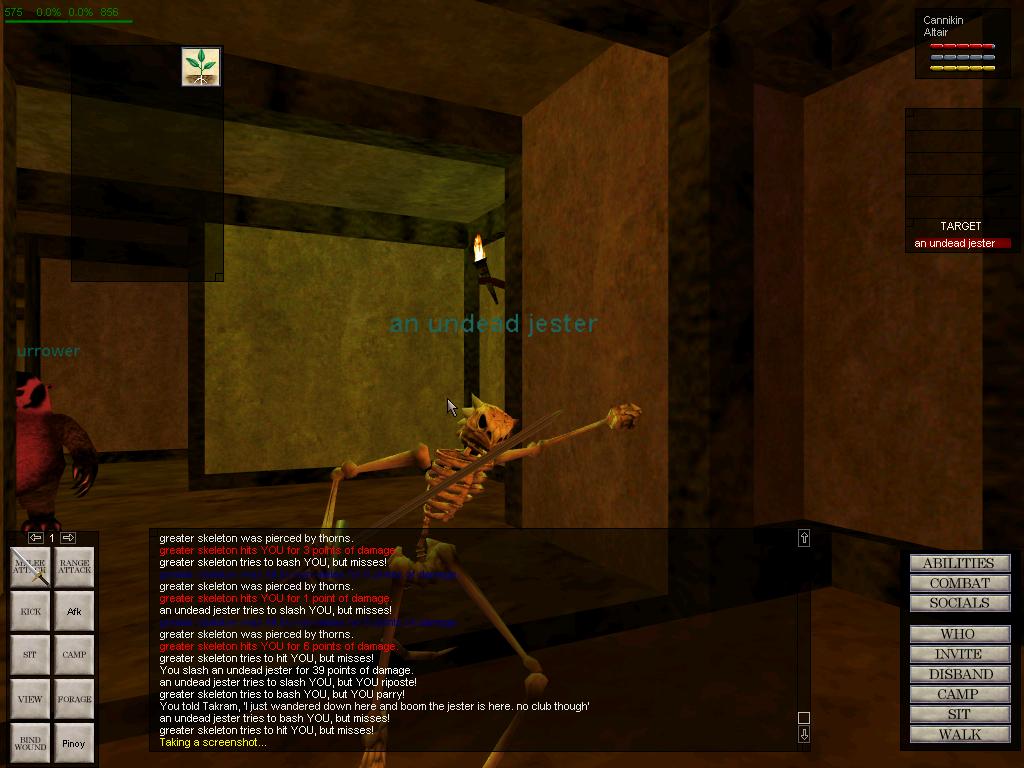 575 0.0% 0.0% 856
Cannikin
Altair
TARGET
an undead jester
an undead jester
urrower
1
MELEE ATTACK
RANGE ATTACK
KICK
Afk
SIT
CAMP
VIEW
FORAGE
BIND WOUND
Pinoy
greater skeleton was pierced by thorns.
greater skeleton hits YOU for 3 points of damage.
greater skeleton tries to bash YOU, but misses!
greater skeleton was pierced by thorns.
greater skeleton hits YOU for 1 point of damage.
an undead jester tries to slash YOU, but misses!
greater skeleton was pierced by thorns.
greater skeleton hits YOU for 6 points of damage.
greater skeleton tries to hit YOU, but misses!
You slash an undead jester for 39 points of damage.
an undead jester tries to slash YOU, but YOU riposte!
greater skeleton tries to bash YOU, but YOU parry!
You told Takram, 'I just wandered down here and boom the jester is here. no club though'
an undead jester tries to bash YOU, but misses!
greater skeleton tries to hit YOU, but misses!
Taking a screenshot...
ABILITIES
COMBAT
SOCIALS
WHO
INVITE
DISBAND
CAMP
SIT
WALK